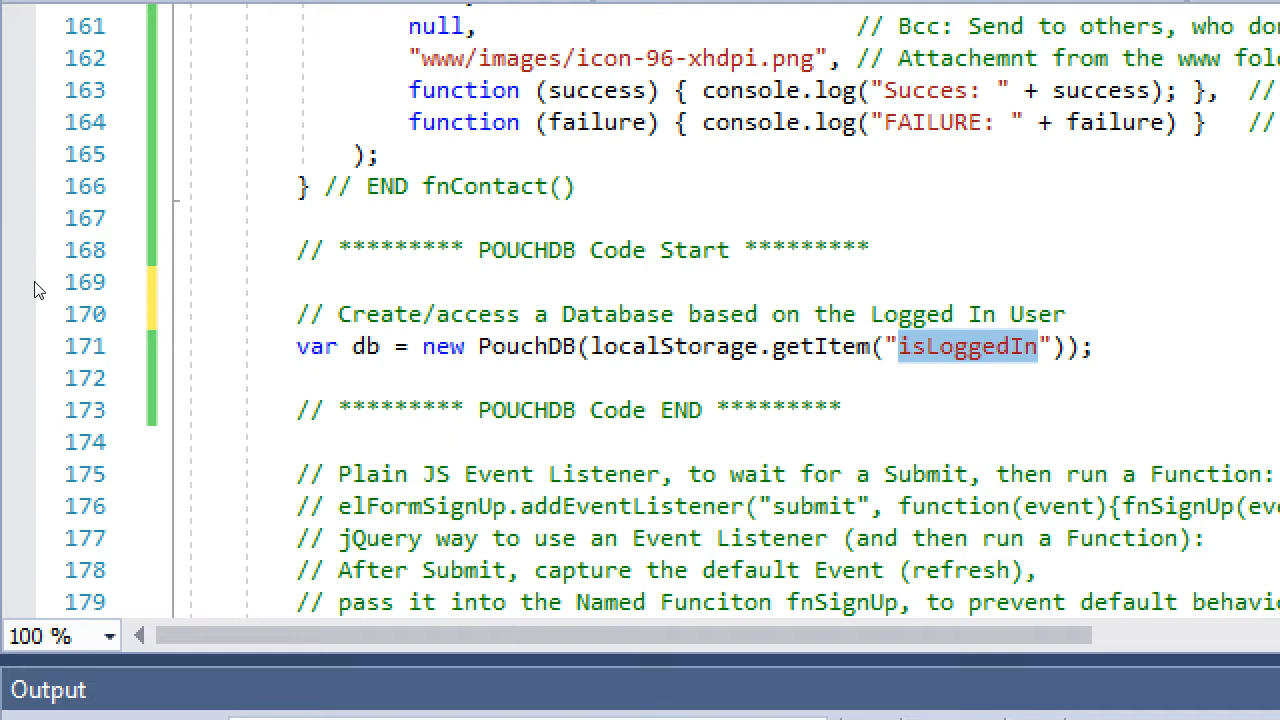 161 null, // Bcc: Send to others, who don
162 "www/images/icon-96-xhdpi.png", // Attachemnt from the www fold
163 function (success) { console.log("Succes: " + success); }, //
164 function (failure) { console.log("FAILURE: " + failure) } //
165 );
166 } // END fnContact()
167
168 // ********* POUCHDB Code Start *********
169
170 // Create/access a Database based on the Logged In User
171 var db = new PouchDB(localStorage.getItem("isLoggedIn"));
172
173 // ********* POUCHDB Code END *********
174
175 // Plain JS Event Listener, to wait for a Submit, then run a Function:
176 // elFormSignUp.addEventListener("submit", function(event){fnSignUp(eve
177 // jQuery way to use an Event Listener (and then run a Function):
178 // After Submit, capture the default Event (refresh),
179 // pass it into the Named Funciton fnSignUp, to prevent default behavio
100 %
Output